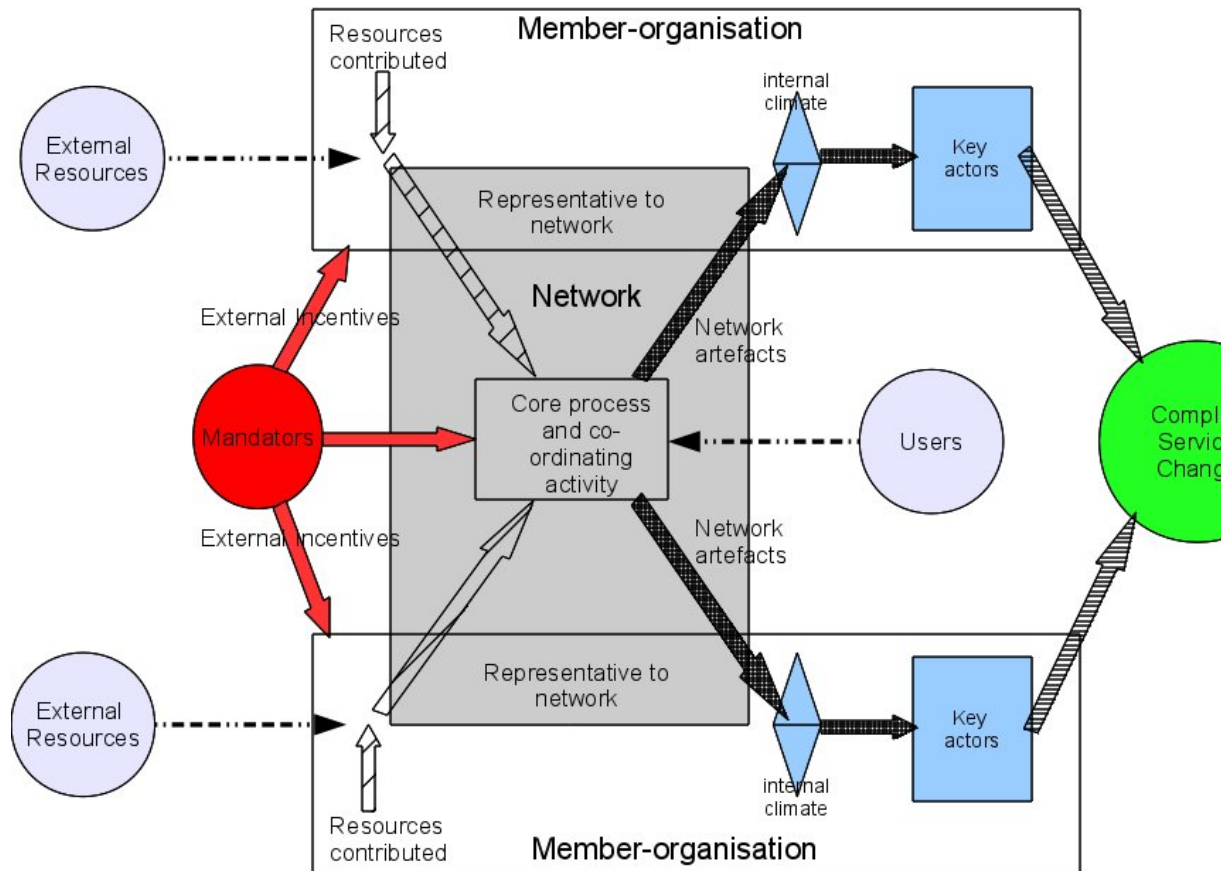 Resources
contributed
Member-organisation
internal
climate
External
Resources
Key
actors
Representative to
network
Network
External Incentives
Network
artefacts
Mandators
Core process
and co-
ordinating
activity
Users
Servic
Chang
External Incentives
Network
artefacts
Representative to
network
External
Resources
Key
actors
internal
climate
Resources
contributed
Member-organisation